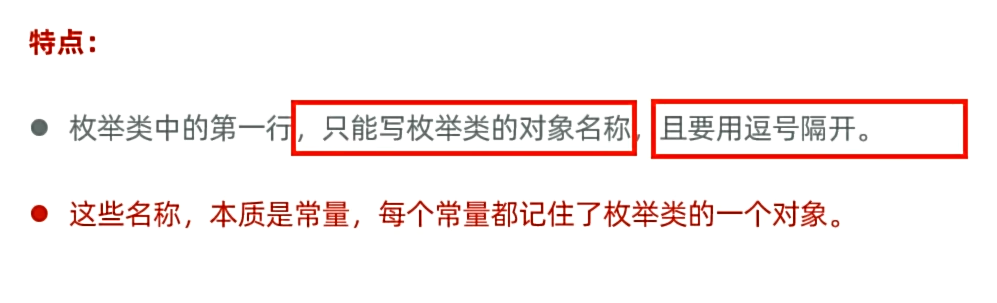 特点：
● 枚举类中的第一行，只能写枚举类的对象名称，且要用逗号隔开。
● 这些名称，本质是常量，每个常量都记住了枚举类的一个对象。